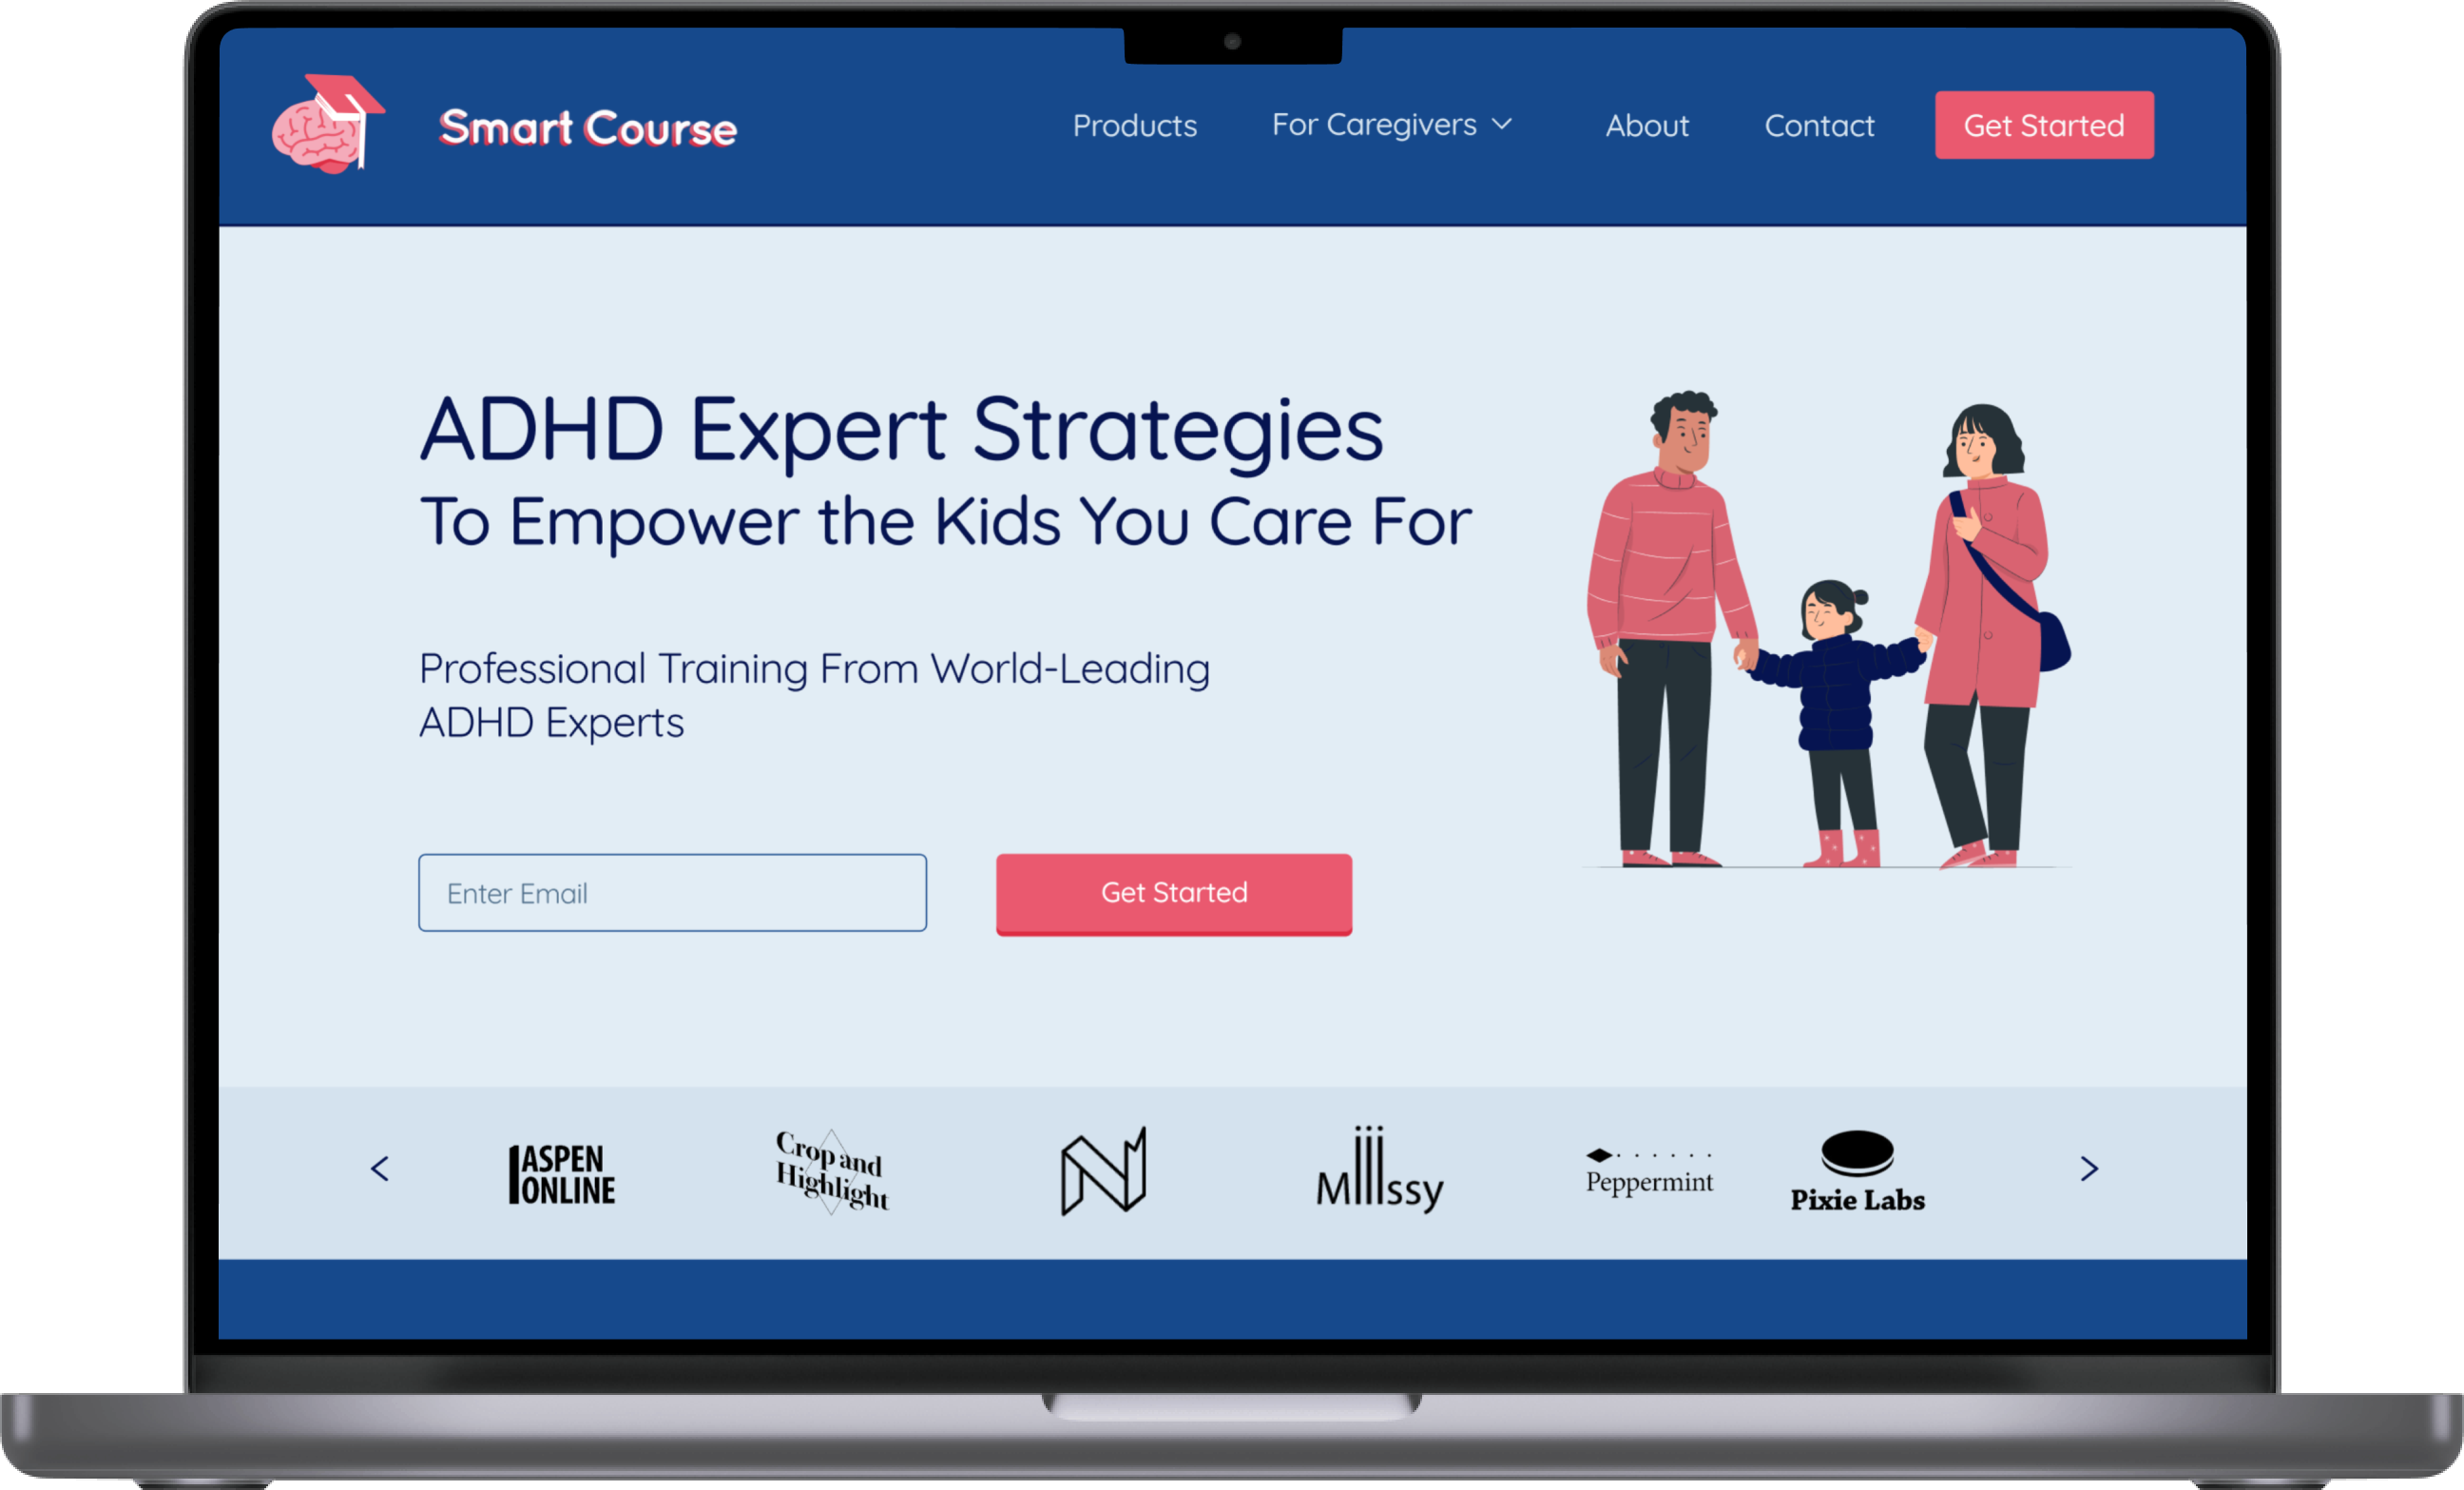 Smart Course
Products
For Caregivers
About
Contact
Get Started
ADHD Expert Strategies
To Empower the Kids You Care For
Professional Training From World-Leading
ADHD Experts
Enter Email
Get Started
1 ASPEN
ONLINE
Crop and
Highlight
N
Miiissy
Peppermint
Pixie Labs